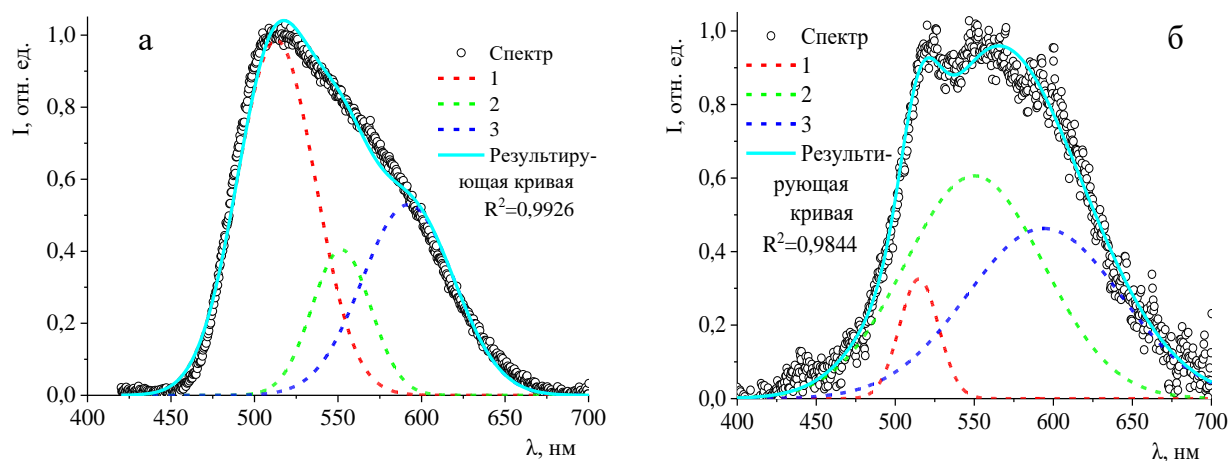 а
I, отн. ед.
1,0
0,8
0,6
0,4
0,2
0,0
400
450
500
550
600
650
700
λ, нм
Спектр
1
2
3
Результиру-
ющая кривая
R²=0,9926
б
I, отн. ед.
1,0
0,8
0,6
0,4
0,2
0,0
400
450
500
550
600
650
700
λ, нм
Спектр
1
2
3
Результи-
рующая
кривая
R²=0,9844